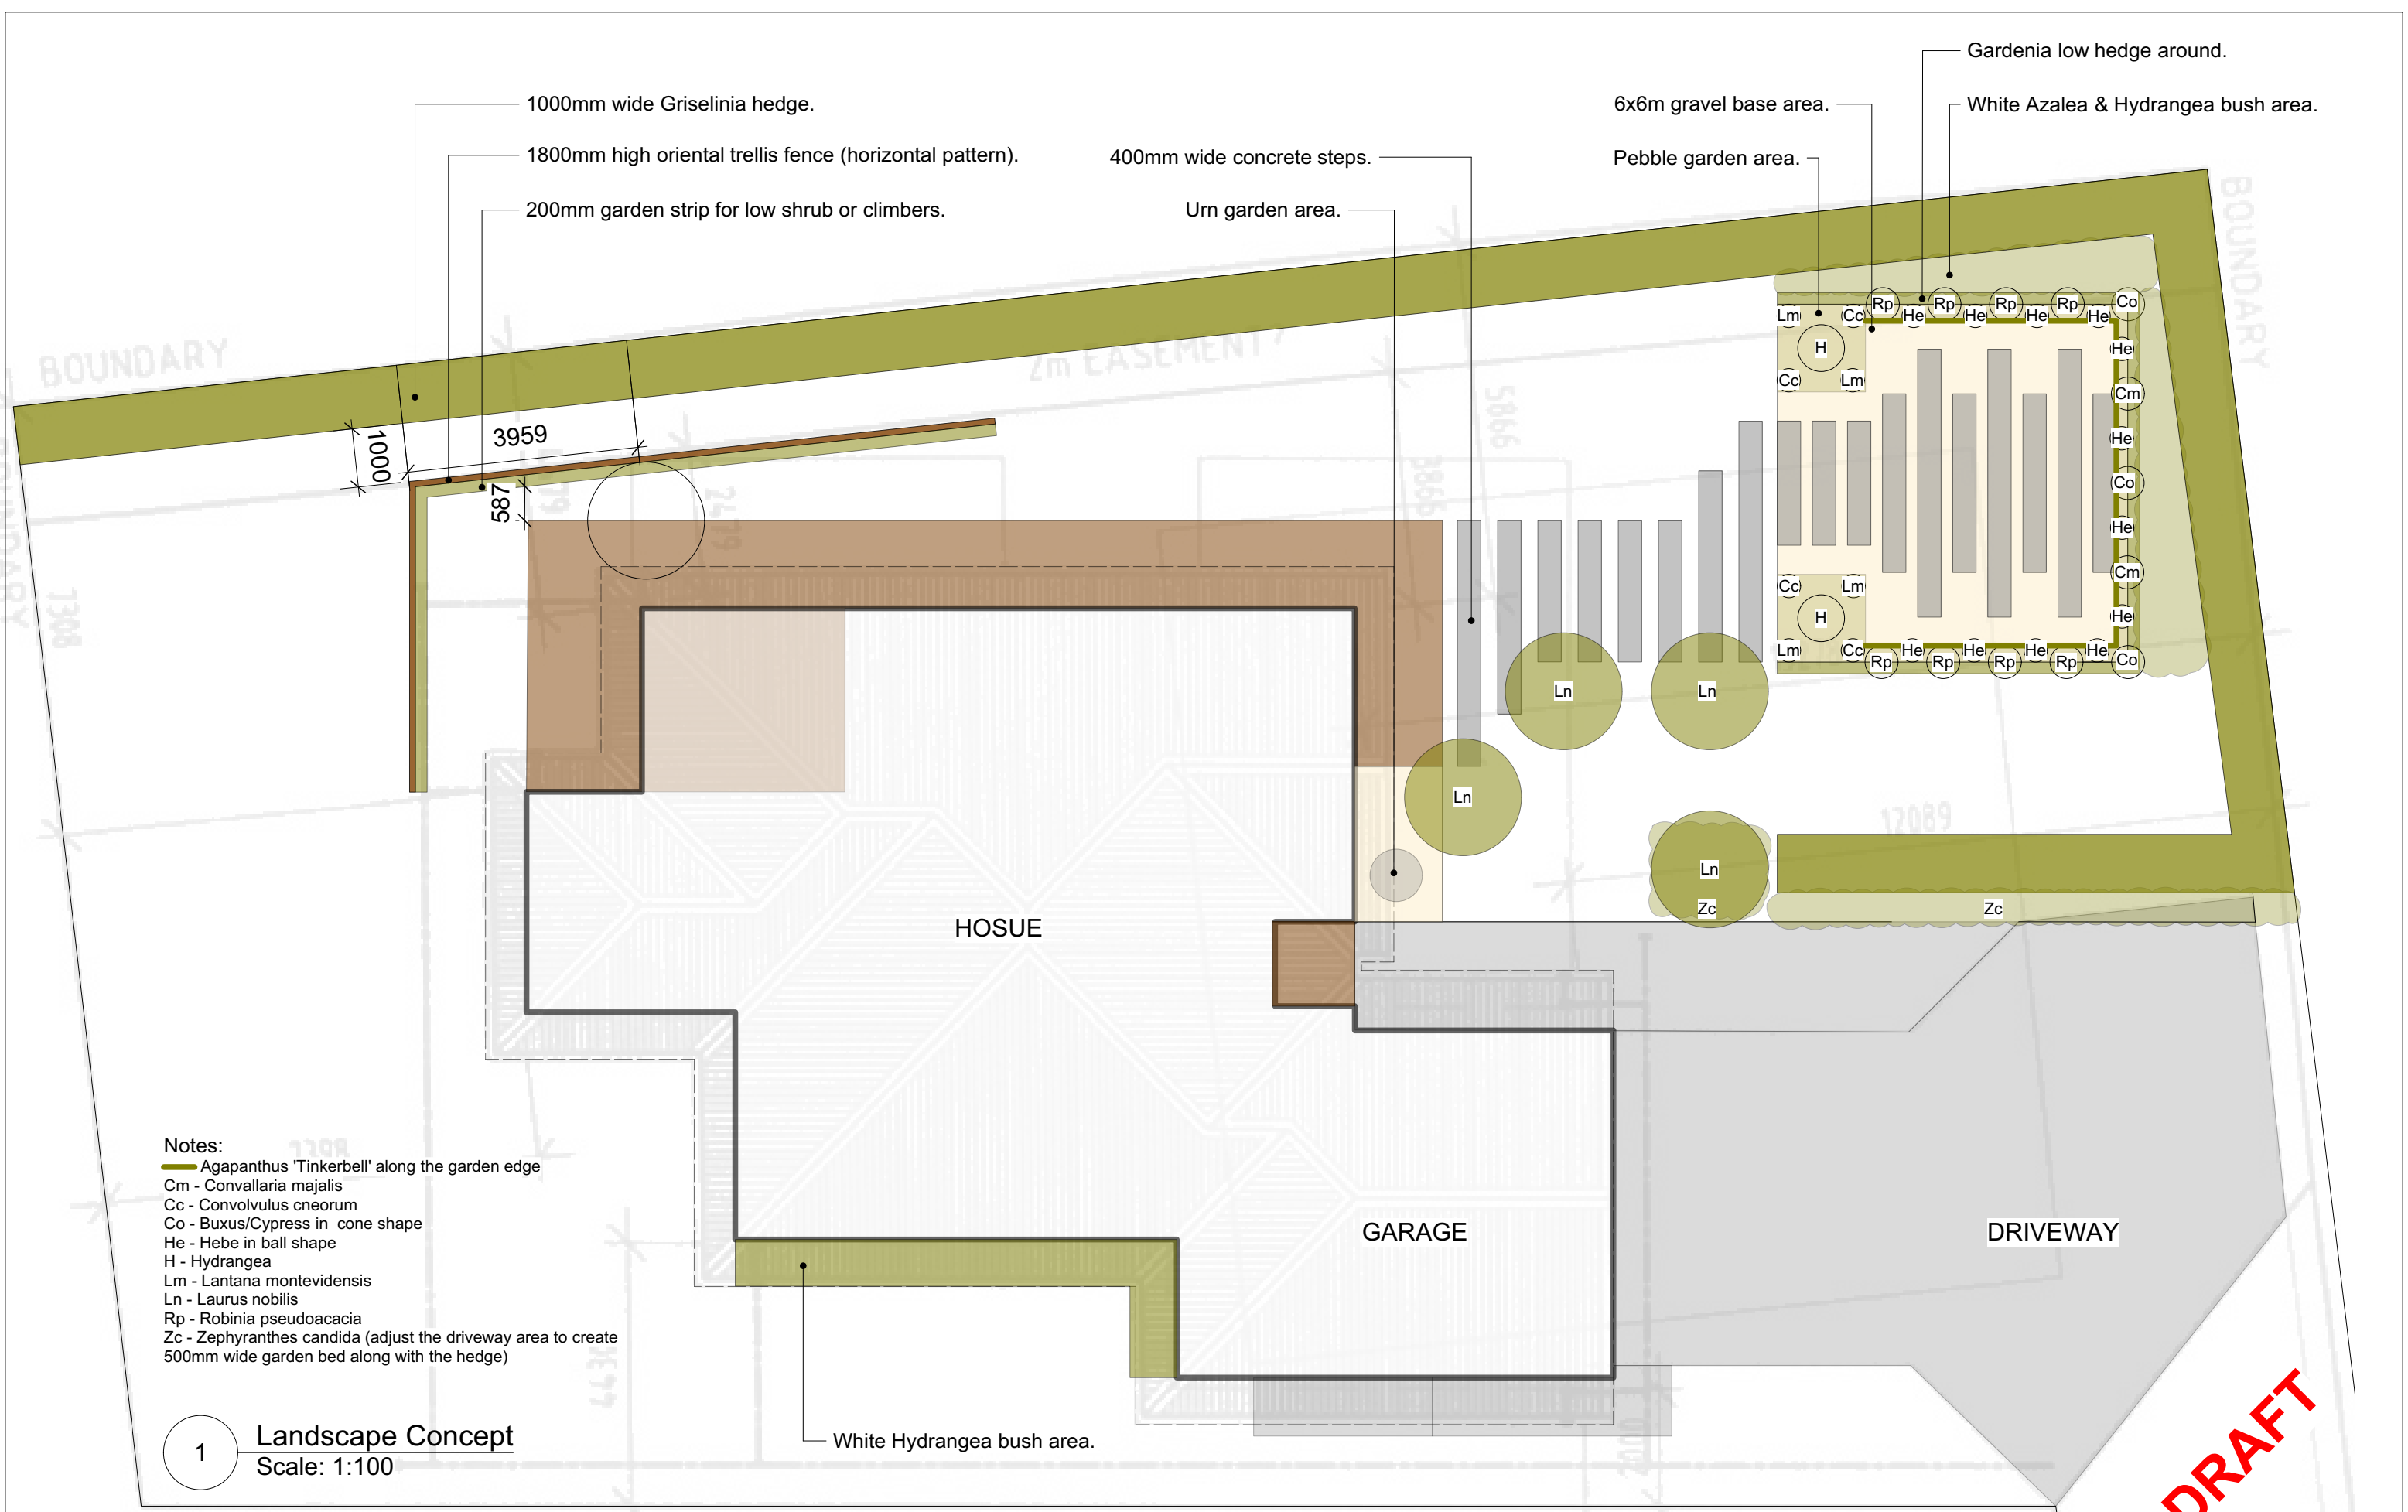 Gardenia low hedge around.
1000mm wide Griselinia hedge.
6x6m gravel base area.
White Azalea & Hydrangea bush area.
1800mm high oriental trellis fence (horizontal pattern).
400mm wide concrete steps.
Pebble garden area.
200mm garden strip for low shrub or climbers.
Urn garden area.
BOUNDARY
BOUNDARY
2m EASEMENT
Lm Cc Rp He Rp He Rp He Rp He Co
H
He
Cc Lm
Cm
1000
3959
5986
He
3898
Co
587
2479
He
Cc Lm
Cm
H
He
7308
Lm Cc Rp He Rp He Rp He Rp He Co
Ln
Ln
Ln
12089
Ln
Zc
Zc
HOSUE
GARAGE
DRIVEWAY
Notes:
Agapanthus 'Tinkerbell' along the garden edge
Cm - Convallaria majalis
Cc - Convolvulus cneorum
Co - Buxus/Cypress in  cone shape
He - Hebe in ball shape
H - Hydrangea
Lm - Lantana montevidensis
Ln - Laurus nobilis
Rp - Robinia pseudoacacia
Zc - Zephyranthes candida (adjust the driveway area to create
500mm wide garden bed along with the hedge)
1
Landscape Concept
Scale: 1:100
White Hydrangea bush area.
DRAFT